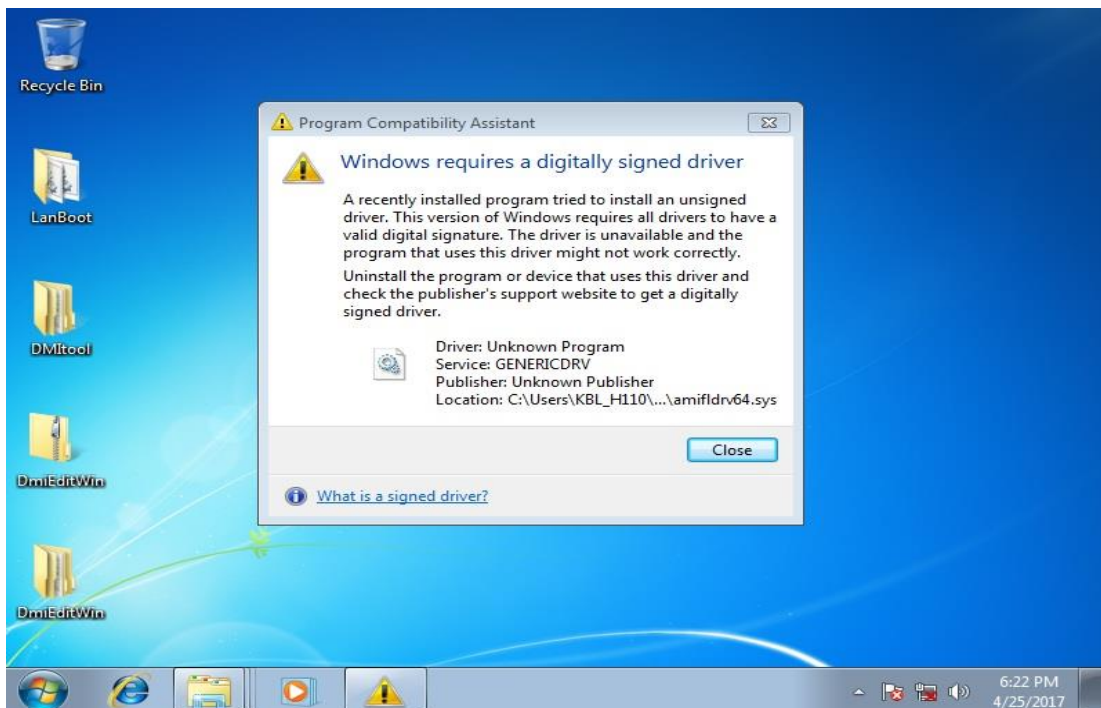 Recycle Bin
LanBoot
DMItool
DmiEditWin
DmiEditWin
Program Compatibility Assistant
Windows requires a digitally signed driver
A recently installed program tried to install an unsigned
driver. This version of Windows requires all drivers to have a
valid digital signature. The driver is unavailable and the
program that uses this driver might not work correctly.
Uninstall the program or device that uses this driver and
check the publisher's support website to get a digitally
signed driver.
Driver: Unknown Program
Service: GENERICDRV
Publisher: Unknown Publisher
Location: C:\Users\KBL_H110\...\amifldrv64.sys
Close
What is a signed driver?
6:22 PM
4/25/2017